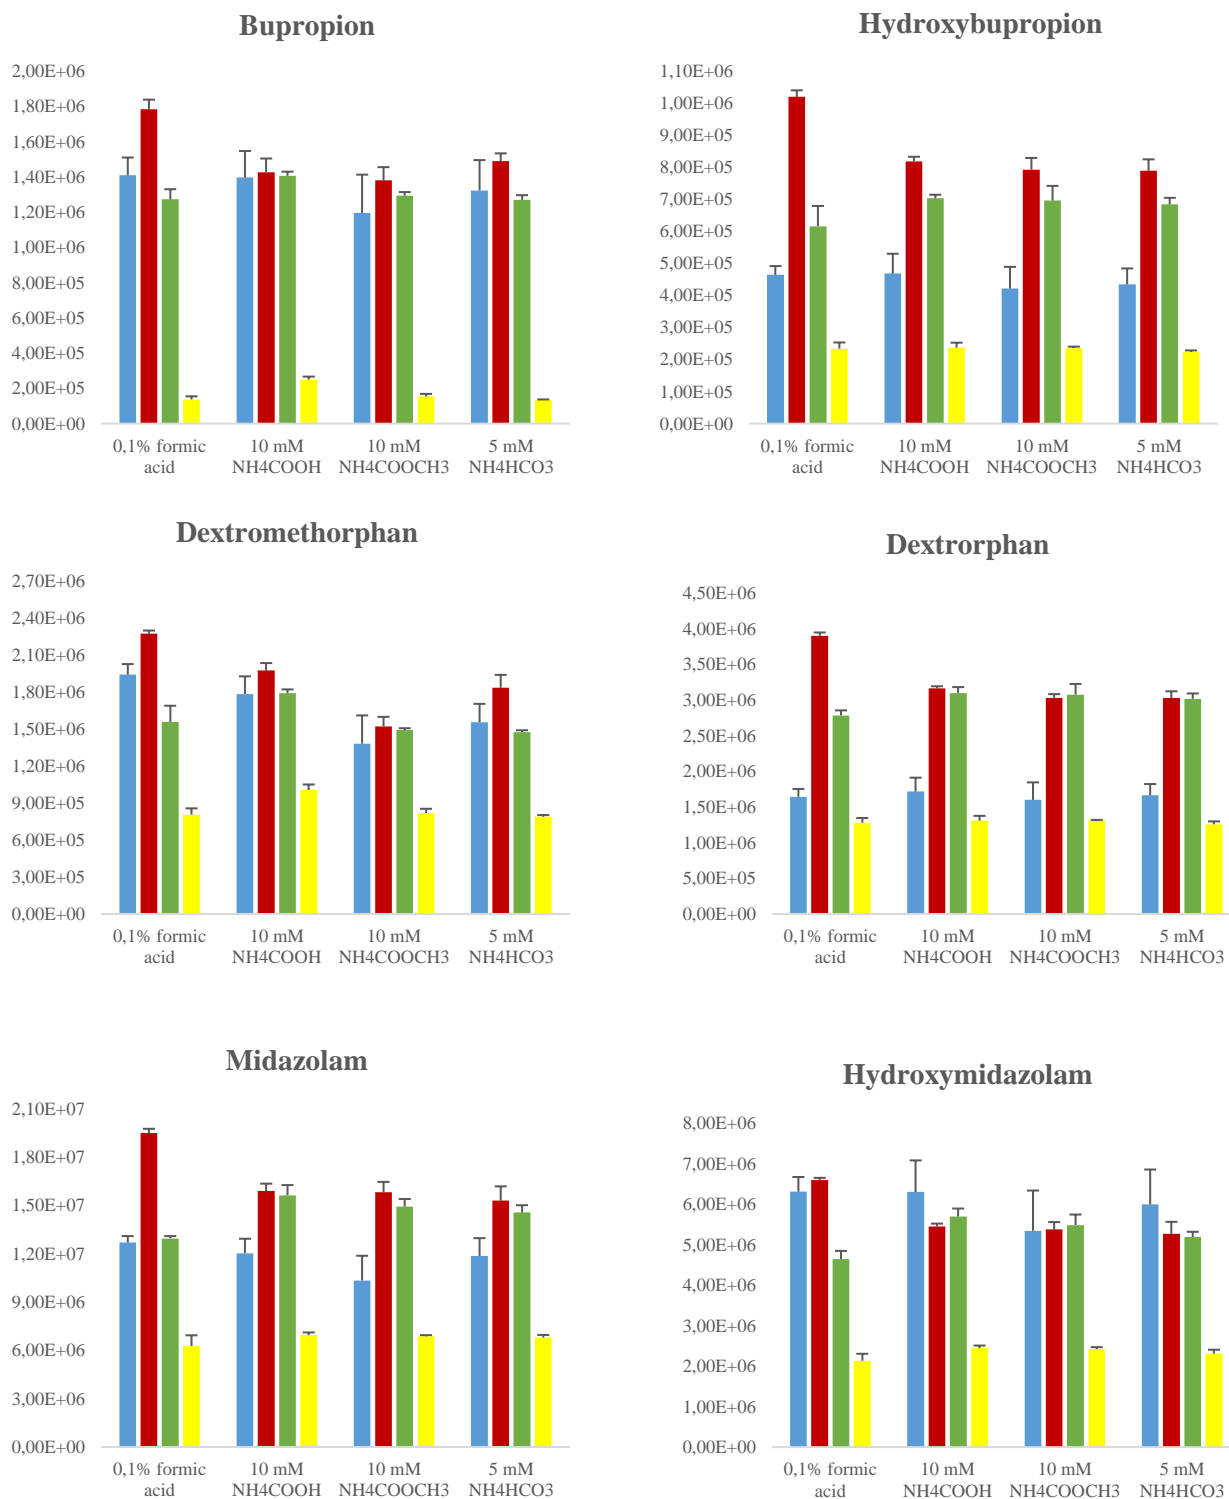 Bupropion
2,00E+06
1,80E+06
1,60E+06
1,40E+06
1,20E+06
1,00E+06
8,00E+05
6,00E+05
4,00E+05
2,00E+05
0,00E+00
0,1% formic
acid
10 mM
NH4COOH
10 mM
NH4COOCH3
5 mM
NH4HCO3
Hydroxybupropion
1,10E+06
1,00E+06
9,00E+05
8,00E+05
7,00E+05
6,00E+05
5,00E+05
4,00E+05
3,00E+05
2,00E+05
1,00E+05
0,00E+00
0,1% formic
acid
10 mM
NH4COOH
10 mM
NH4COOCH3
5 mM
NH4HCO3
Dextromethorphan
2,70E+06
2,40E+06
2,10E+06
1,80E+06
1,50E+06
1,20E+06
9,00E+05
6,00E+05
3,00E+05
0,00E+00
0,1% formic
acid
10 mM
NH4COOH
10 mM
NH4COOCH3
5 mM
NH4HCO3
Dextrorphan
4,50E+06
4,00E+06
3,50E+06
3,00E+06
2,50E+06
2,00E+06
1,50E+06
1,00E+06
5,00E+05
0,00E+00
0,1% formic
acid
10 mM
NH4COOH
10 mM
NH4COOCH3
5 mM
NH4HCO3
Midazolam
2,10E+07
1,80E+07
1,50E+07
1,20E+07
9,00E+06
6,00E+06
3,00E+06
0,00E+00
0,1% formic
acid
10 mM
NH4COOH
10 mM
NH4COOCH3
5 mM
NH4HCO3
Hydroxymidazolam
8,00E+06
7,00E+06
6,00E+06
5,00E+06
4,00E+06
3,00E+06
2,00E+06
1,00E+06
0,00E+00
0,1% formic
acid
10 mM
NH4COOH
10 mM
NH4COOCH3
5 mM
NH4HCO3